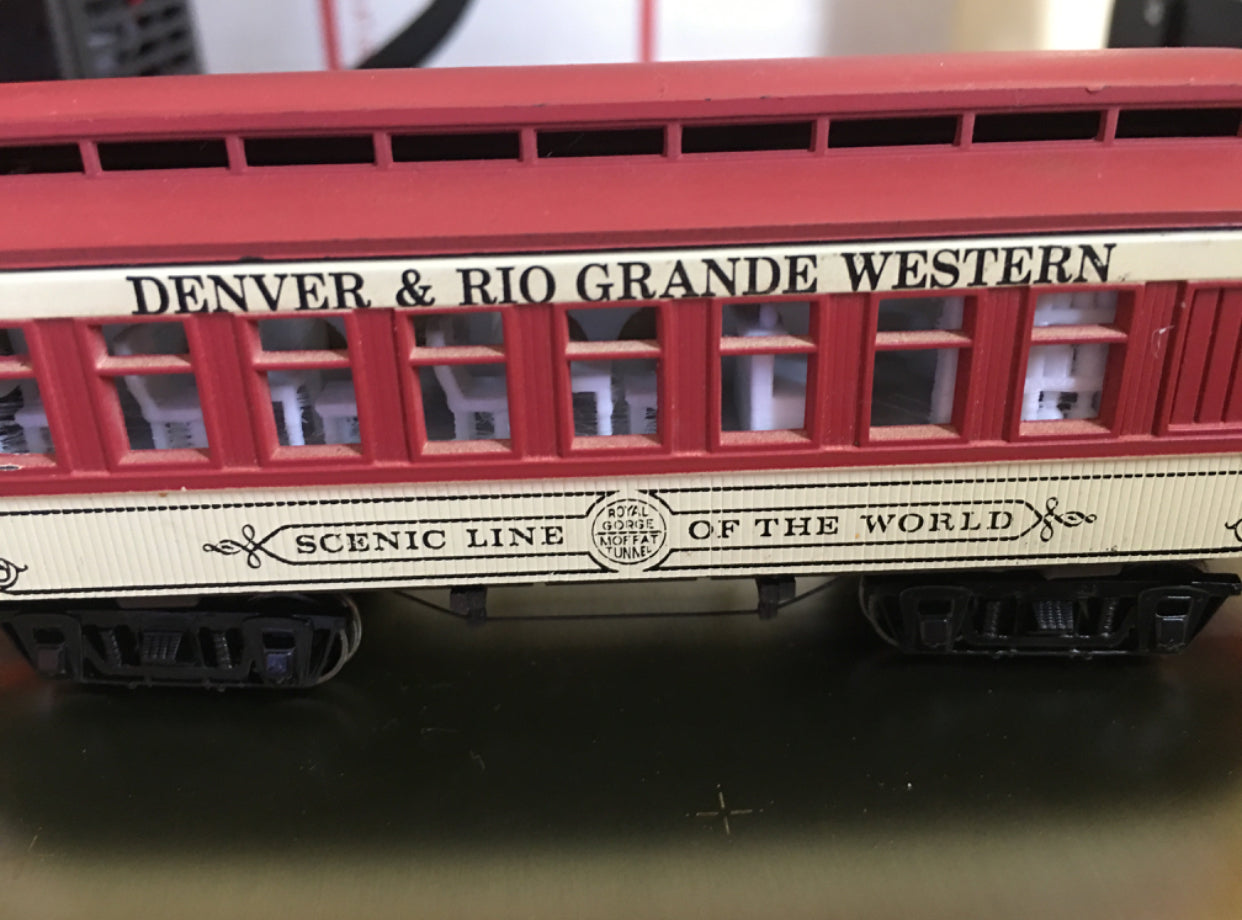 DENVER & RIO GRANDE WESTERN
SCENIC LINE
ROYAL
GORGE
MOFFAT
TUNNEL
OF THE WORLD